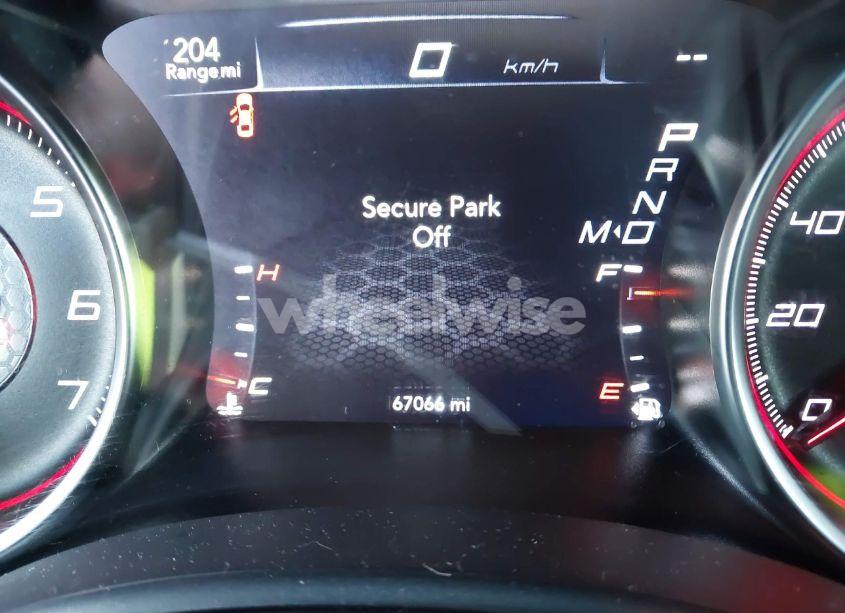 204
Range mi
0 km/h
--
P
R
N
M◂D
Secure Park
Off
H
C
F
E
wheelwise
67066 mi
5
6
7
40
20
0